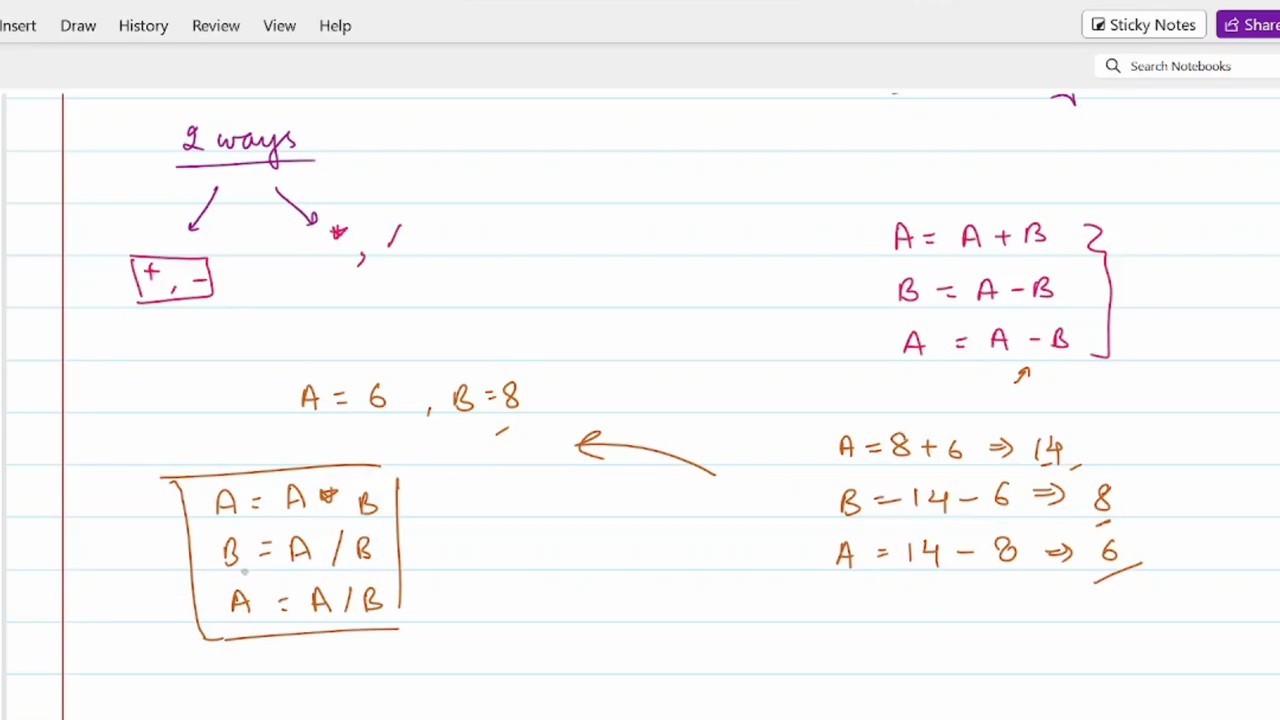 Insert Draw History Review View Help Sticky Notes Share
Search Notebooks
2 ways
+, - *, /
A = A + B
B = A - B
A = A - B
A = 6 , B = 8
A = 8 + 6 ⇒ 14
B = 14 - 6 ⇒ 8
A = 14 - 8 ⇒ 6
A = A * B
B = A / B
A = A / B